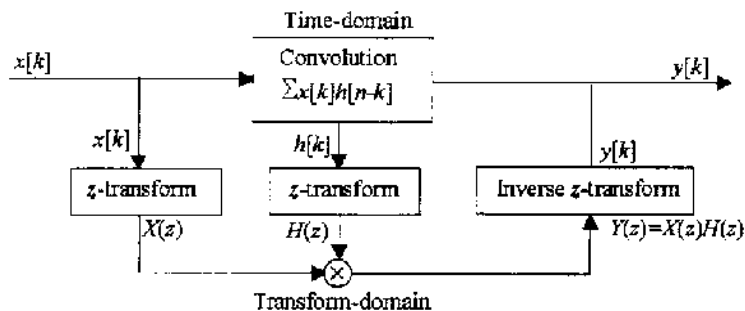 Time-domain
x[k]
Convolution
Σx[k]h[n-k]
y[k]
x[k]
h[k]
y[k]
z-transform
z-transform
Inverse z-transform
X(z)
H(z)
Y(z)=X(z)H(z)
×
Transform-domain